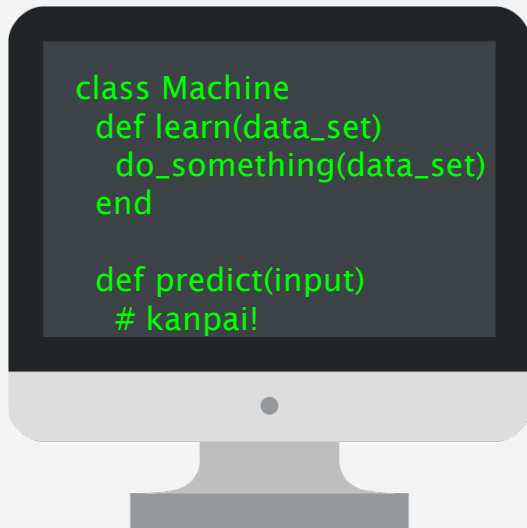 class Machine
def learn(data_set)
do_something(data_set)
end
def predict(input)
# kanpai!